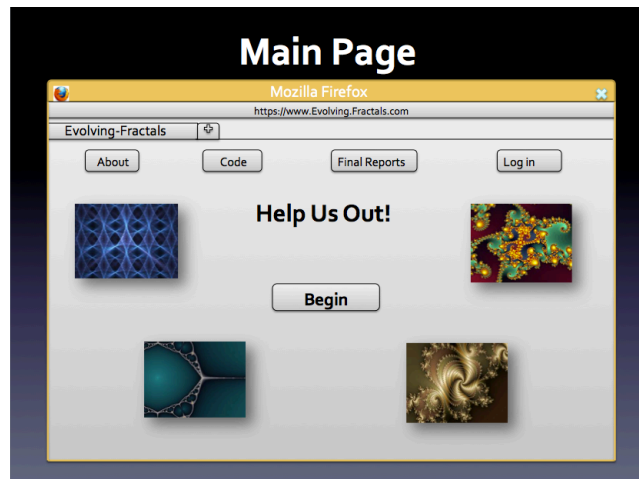 Main Page
Mozilla Firefox
https://www.Evolving.Fractals.com
Evolving-Fractals
About Code Final Reports Log in
Help Us Out!
Begin